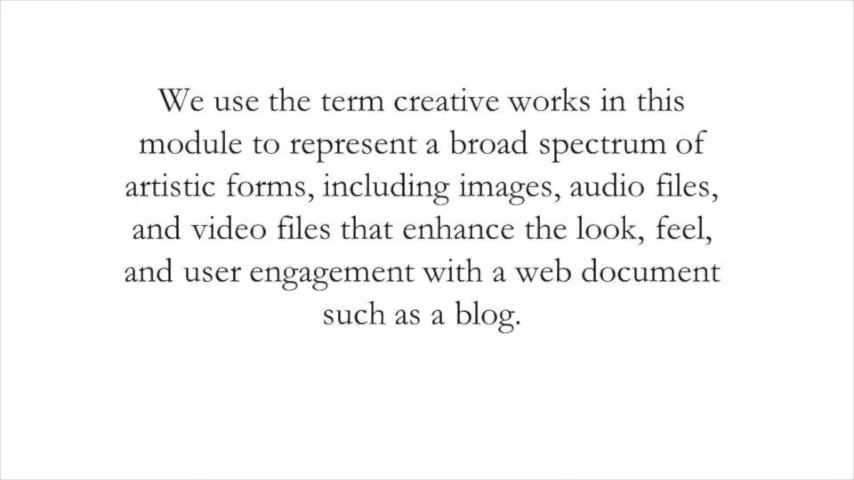 We use the term creative works in this
module to represent a broad spectrum of
artistic forms, including images, audio files,
and video files that enhance the look, feel,
and user engagement with a web document
such as a blog.